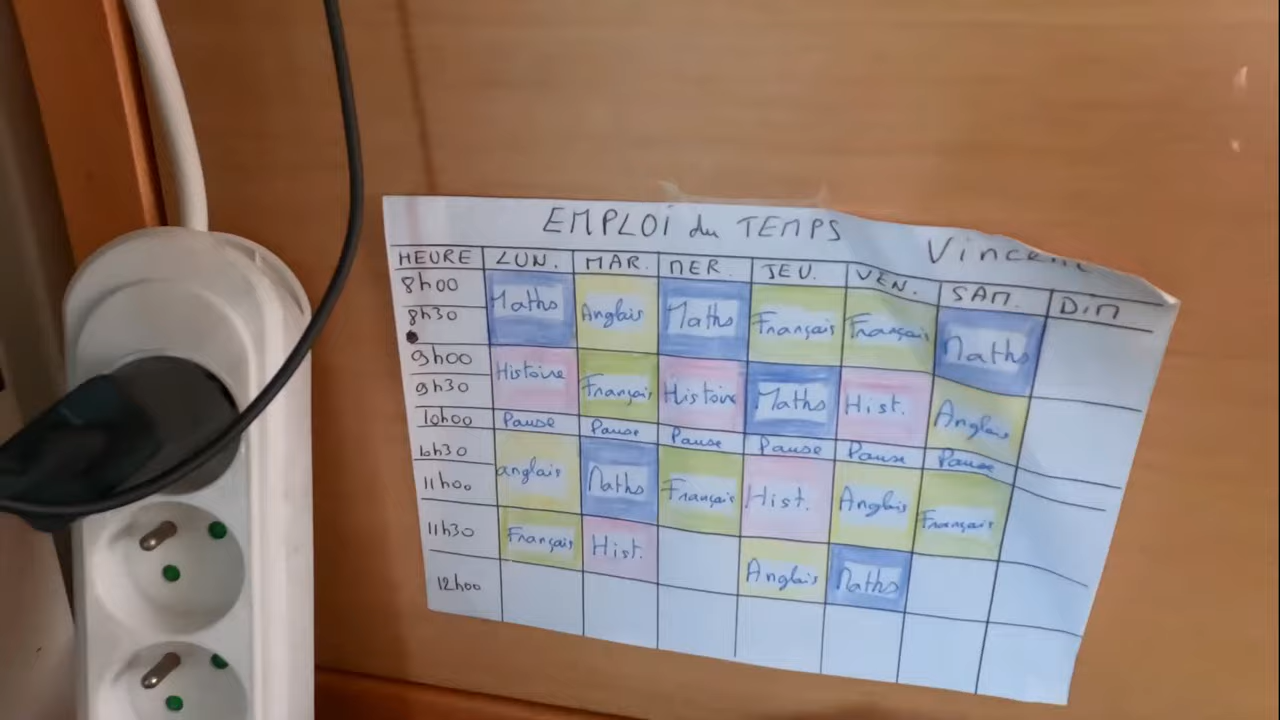 EMPLOI du TEMPS
HEURE LUN. MAR. MER. JEU. VEN. SAM. DIM
8h00
Maths Anglais Maths Français Français Maths
8h30
9h00
Histoire Français Histoire Maths Hist. Anglais
9h30
10h00 Pause Pause Pause Pause Pause Pause
10h30
anglais Maths Français Hist. Anglais Français
11h00
11h30 Français Hist. Anglais Maths
12h00